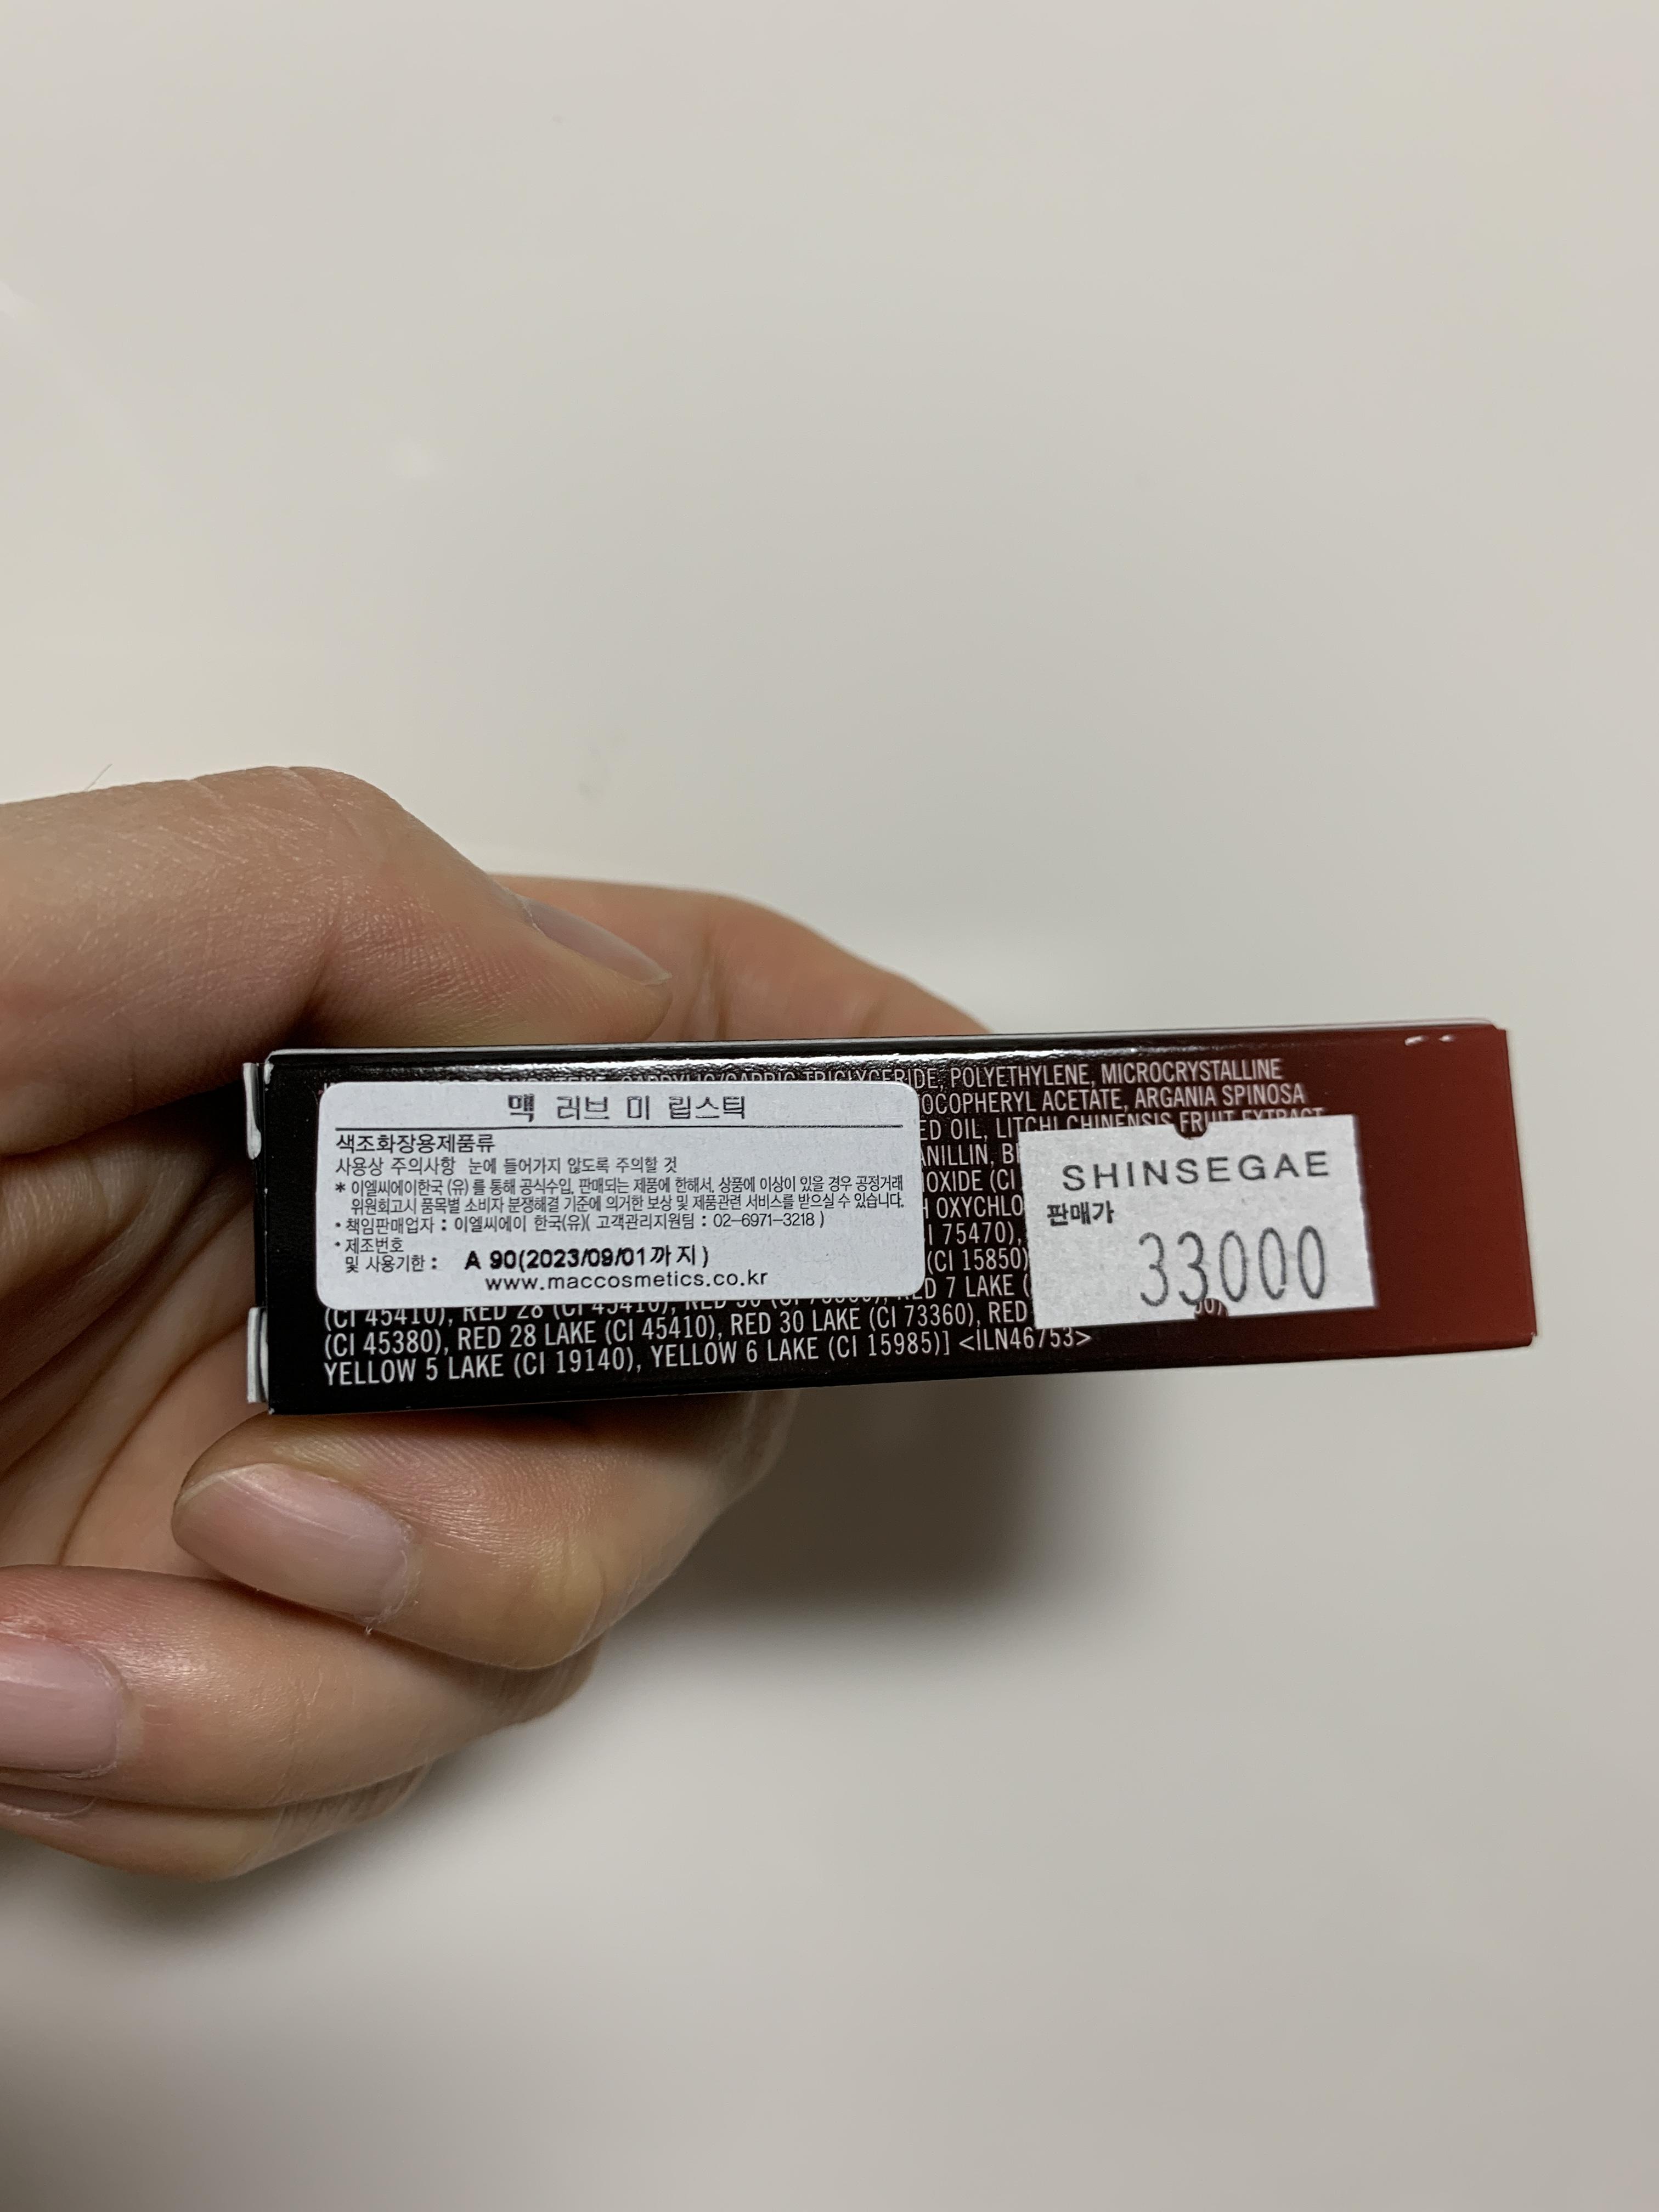 맥 러브 미 립스틱
색조화장용제품류
사용상 주의사항 눈에 들어가지 않도록 주의할 것
* 이엘씨에이한국 (유)를 통해 공식수입, 판매되는 제품에 한해서, 상품에 이상이 있을 경우 공정거래
위원회고시 품목별 소비자 분쟁해결 기준에 의거한 보상 및 제품관련 서비스를 받으실 수 있습니다.
• 책임판매업자 : 이엘씨에이 한국(유)( 고객관리지원팀 : 02-6971-3218 )
• 제조번호
및 사용기한 : A 90(2023/09/01까지)
www.maccosmetics.co.kr
TRIGLYCERIDE, POLYETHYLENE, MICROCRYSTALLINE
OCOPHERYL ACETATE, ARGANIA SPINOSA
ED OIL, LITCHI CHINENSIS FRUIT EXTRACT
ANILLIN, B
OXIDE (CI
H OXYCHLO
I 75470),
(CI 15850)
7 LAKE (
(CI 45410), RED 28 (CI 45410), RED 30
(CI 45380), RED 28 LAKE (CI 45410), RED 30 LAKE (CI 73360), RED
YELLOW 5 LAKE (CI 19140), YELLOW 6 LAKE (CI 15985)] <ILN46753>
SHINSEGAE
판매가
33000